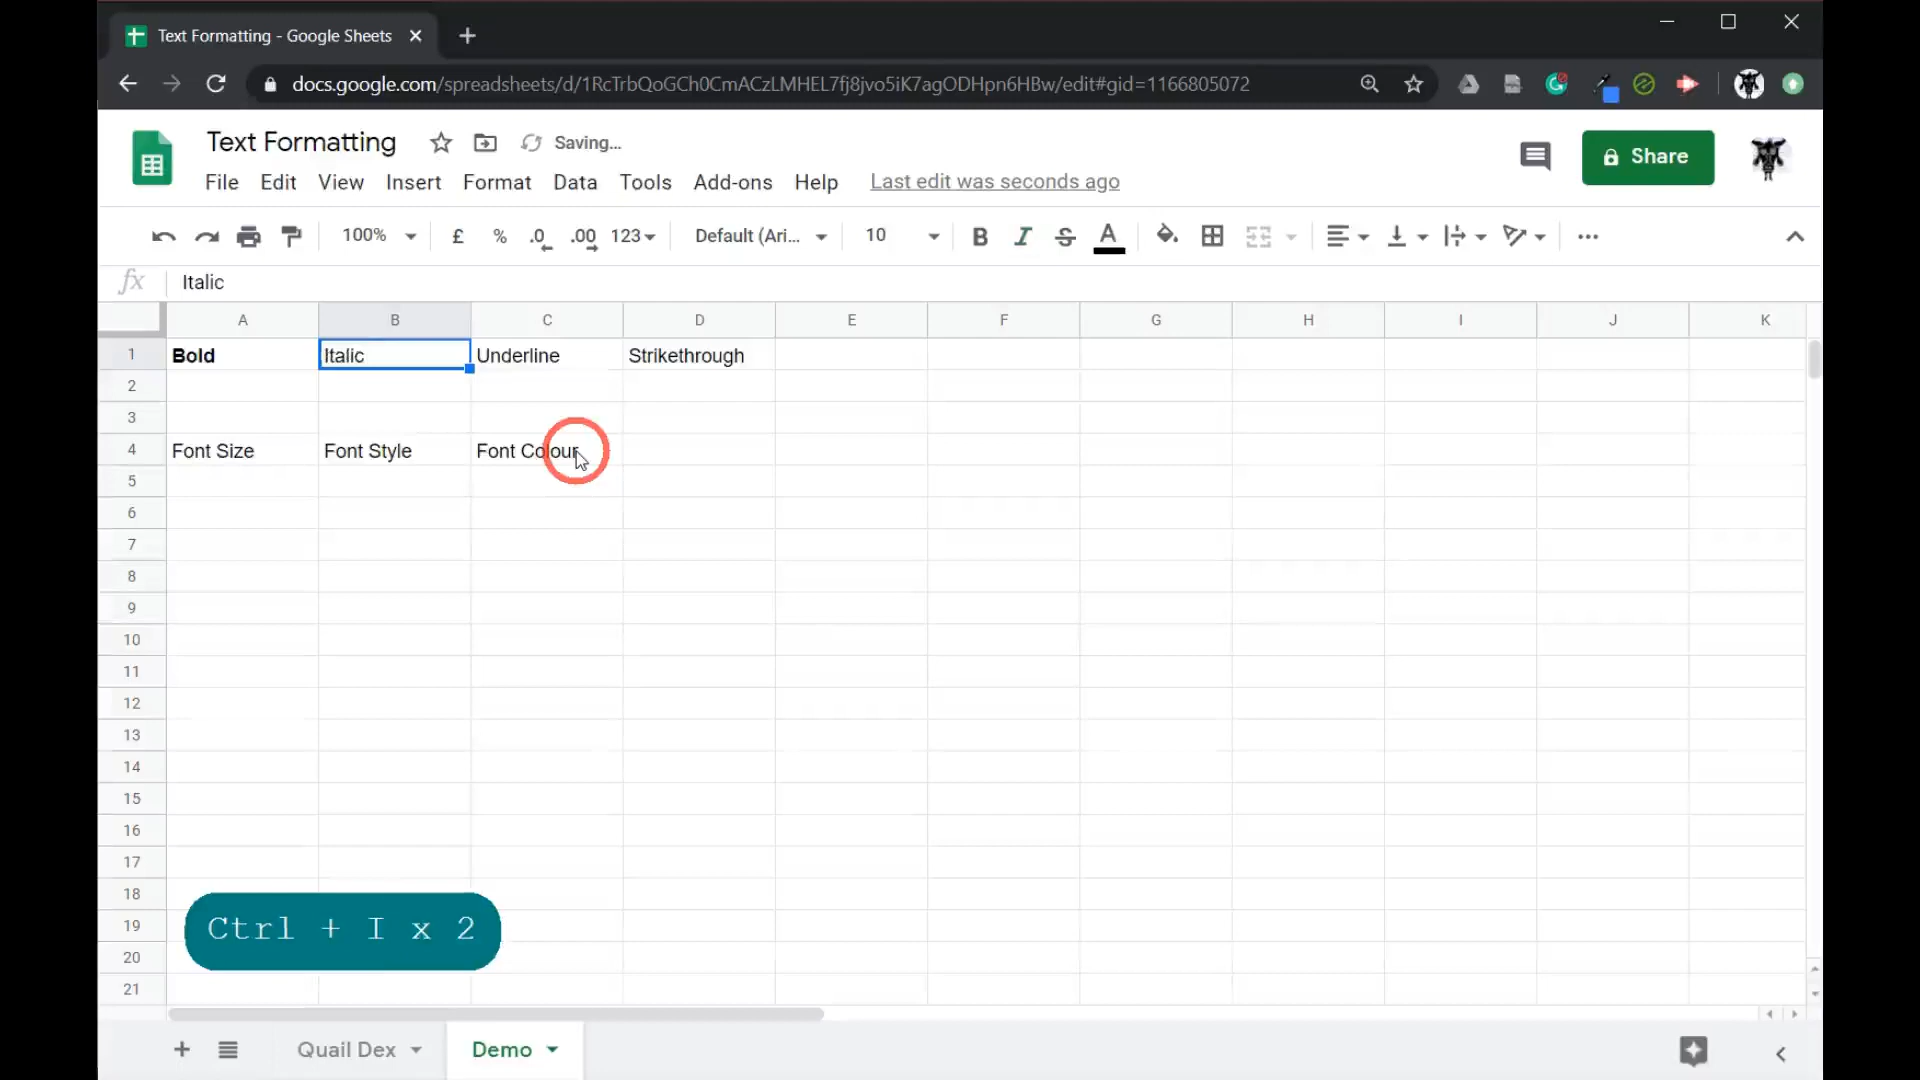 Text Formatting - Google Sheets
docs.google.com/spreadsheets/d/1RcTrbQoGCh0CmACzLMHEL7fj8jvo5iK7agODHpn6HBw/edit#gid=1166805072
Text Formatting Saving...
File Edit View Insert Format Data Tools Add-ons Help Last edit was seconds ago
Share
100% £ % .0 .00 123 Default (Ari... 10 B I S A
fx Italic
A B C D E F G H I J K
1 Bold Italic Underline Strikethrough
2
3
4 Font Size Font Style Font Colour
5
6
7
8
9
10
11
12
13
14
15
16
17
18
19
20
21
Ctrl + I x 2
Quail Dex Demo